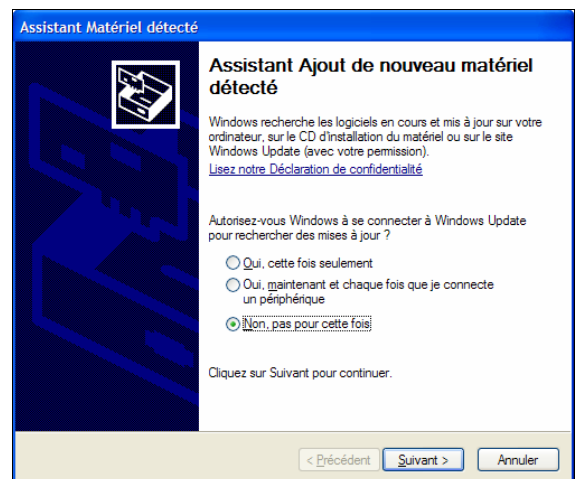 Assistant Matériel détecté
Assistant Ajout de nouveau matériel
détecté
Windows recherche les logiciels en cours et mis à jour sur votre
ordinateur, sur le CD d'installation du matériel ou sur le site
Windows Update (avec votre permission).
Lisez notre Déclaration de confidentialité
Autorisez-vous Windows à se connecter à Windows Update
pour rechercher des mises à jour ?
Oui, cette fois seulement
Oui, maintenant et chaque fois que je connecte
un périphérique
Non, pas pour cette fois
Cliquez sur Suivant pour continuer.
< Précédent Suivant > Annuler